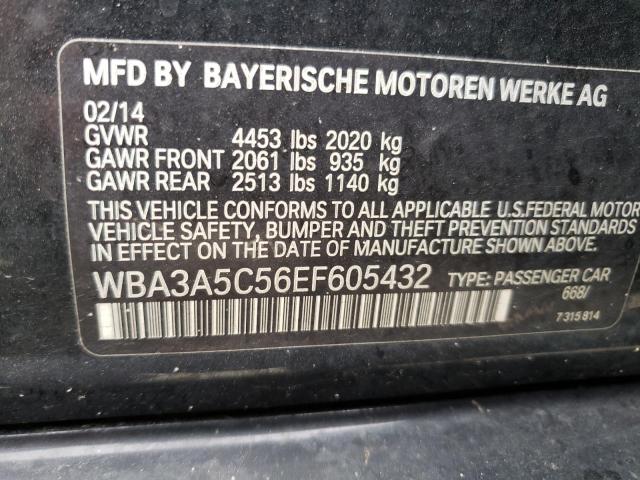 MFD BY BAYERISCHE MOTOREN WERKE AG
02/14
GVWR 4453 lbs 2020 kg
GAWR FRONT 2061 lbs 935 kg
GAWR REAR 2513 lbs 1140 kg
THIS VEHICLE CONFORMS TO ALL APPLICABLE U.S.FEDERAL MOTOR
VEHICLE SAFETY, BUMPER AND THEFT PREVENTION STANDARDS
IN EFFECT ON THE DATE OF MANUFACTURE SHOWN ABOVE.
WBA3A5C56EF605432 TYPE: PASSENGER CAR
668/
7315814